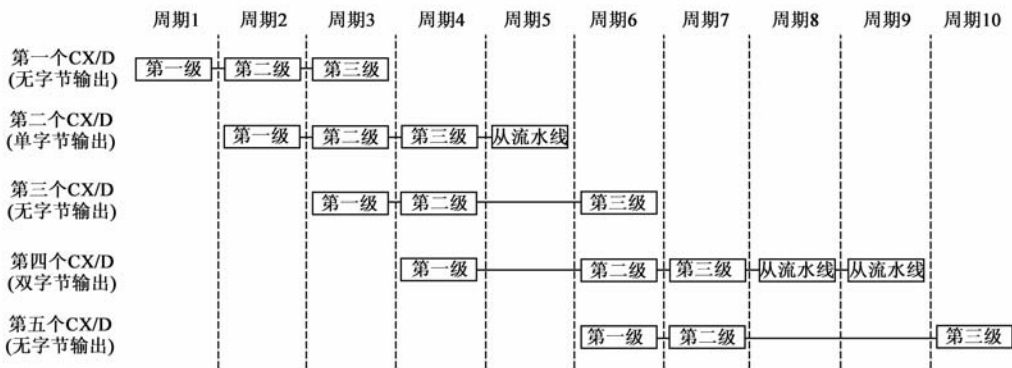 周期1 周期2 周期3 周期4 周期5 周期6 周期7 周期8 周期9 周期10
第一个CX/D
(无字节输出)
第一级 第二级 第三级
第二个CX/D
(单字节输出)
第一级 第二级 第三级 从流水线
第三个CX/D
(无字节输出)
第一级 第二级 第三级
第四个CX/D
(双字节输出)
第一级 第二级 第三级 从流水线 从流水线
第五个CX/D
(无字节输出)
第一级 第二级 第三级